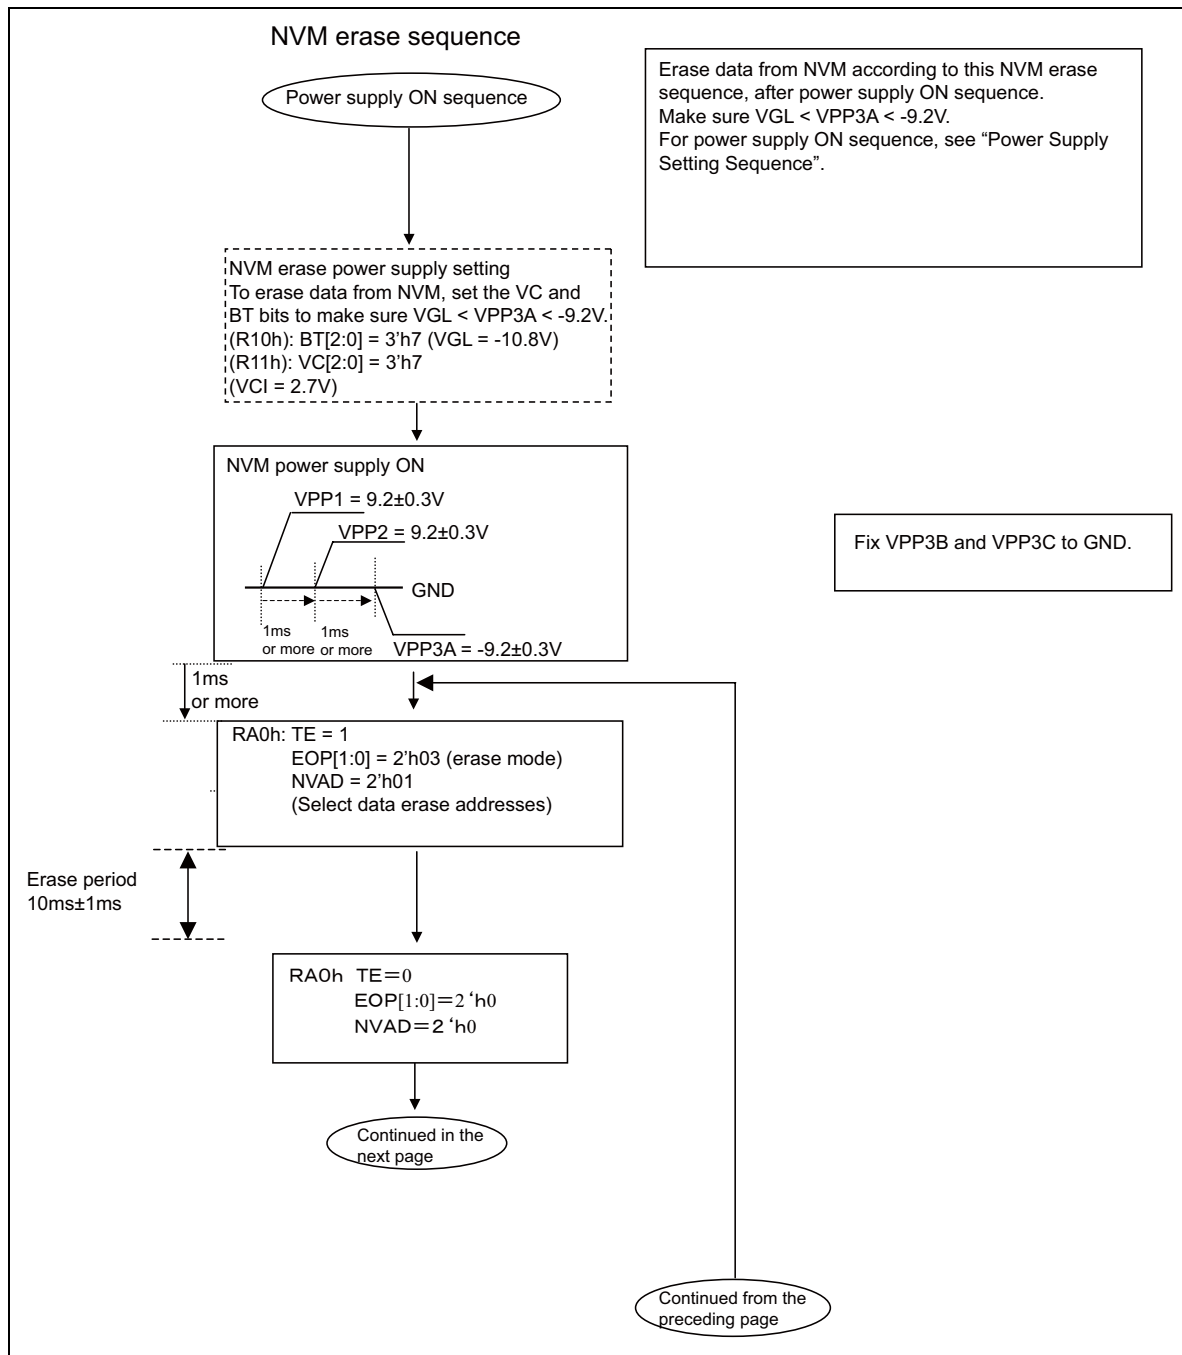 NVM erase sequence
Power supply ON sequence
Erase data from NVM according to this NVM erase
sequence, after power supply ON sequence.
Make sure VGL < VPP3A < -9.2V.
For power supply ON sequence, see “Power Supply
Setting Sequence”.
NVM erase power supply setting
To erase data from NVM, set the VC and
BT bits to make sure VGL < VPP3A < -9.2V.
(R10h): BT[2:0] = 3’h7 (VGL = -10.8V)
(R11h): VC[2:0] = 3’h7
(VCI = 2.7V)
NVM power supply ON
VPP1 = 9.2±0.3V
VPP2 = 9.2±0.3V
GND
1ms
or more
1ms
or more
VPP3A = -9.2±0.3V
Fix VPP3B and VPP3C to GND.
1ms
or more
RA0h: TE = 1
EOP[1:0] = 2’h03 (erase mode)
NVAD = 2’h01
(Select data erase addresses)
Erase period
10ms±1ms
RA0h TE=0
EOP[1:0]=2‘h0
NVAD=2‘h0
Continued in the
next page
Continued from the
preceding page